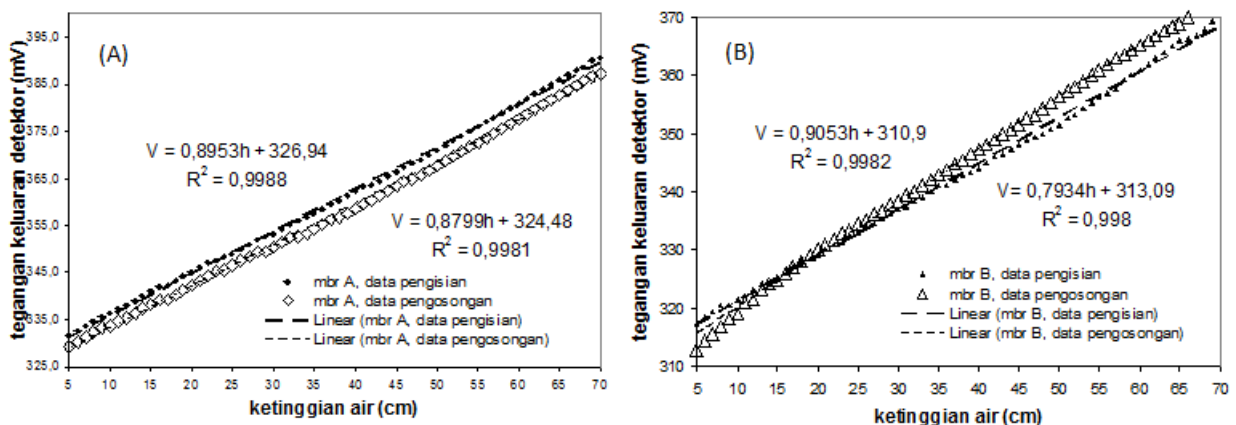 (A)
tegangan keluaran detektor (mV)
395,0
385,0
375,0
365,0
355,0
345,0
335,0
325,0
V = 0,8953h + 326,94
R² = 0,9988
V = 0,8799h + 324,48
R² = 0,9981
mbr A, data pengisian
mbr A, data pengosongan
Linear (mbr A, data pengisian)
Linear (mbr A, data pengosongan)
5 15 25 35 45 55 65 70
ketinggian air (cm)
(B)
tegangan keluaran detektor (mV)
370
360
350
340
330
320
310
V = 0,9053h + 310,9
R² = 0,9982
V = 0,7934h + 313,09
R² = 0,998
mbr B, data pengisian
mbr B, data pengosongan
Linear (mbr B, data pengisian)
Linear (mbr B, data pengosongan)
5 10 15 20 25 30 35 40 45 50 55 60 65 70
ketinggian air (cm)